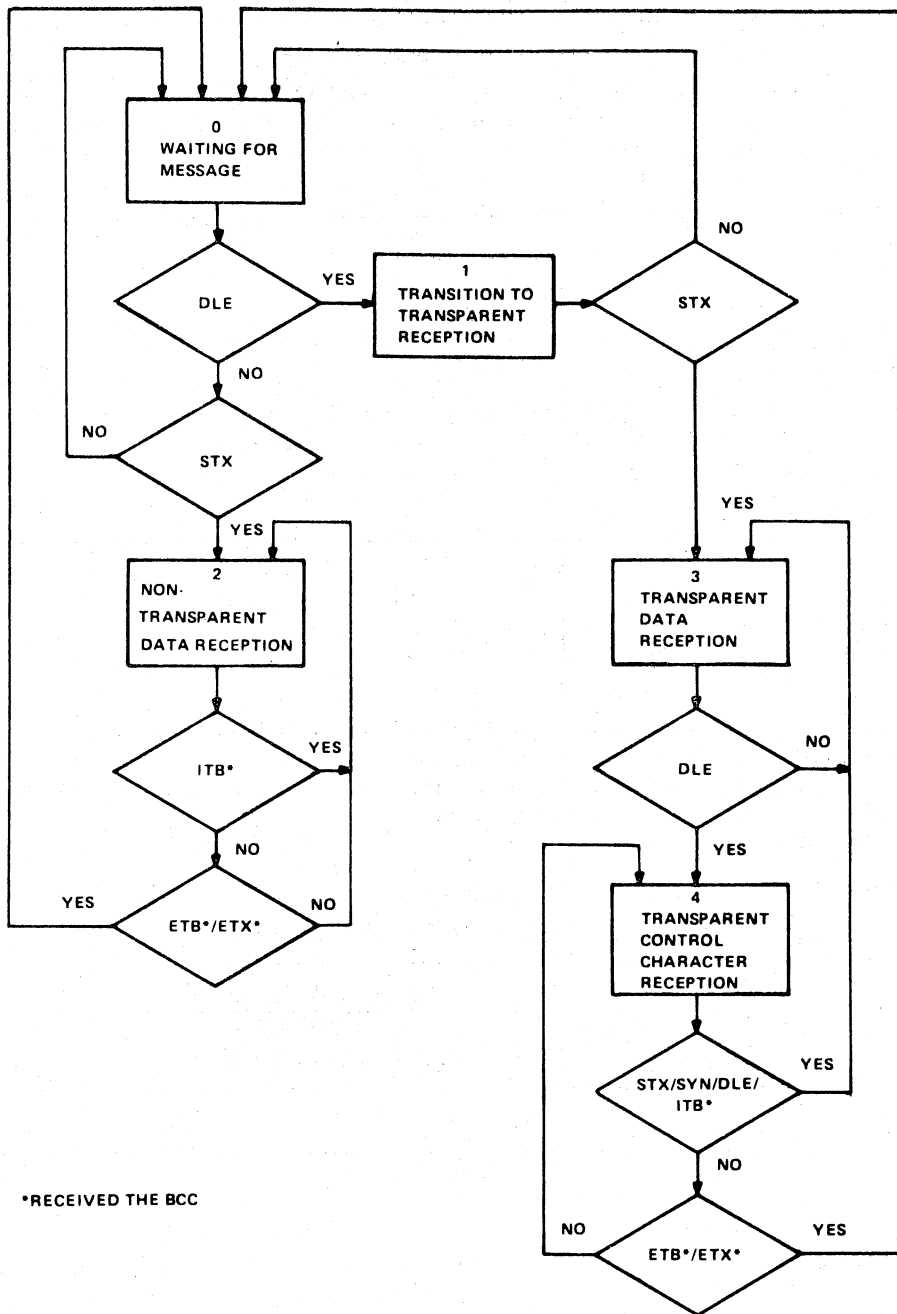 0
WAITING FOR
MESSAGE
NO
DLE
YES
1
TRANSITION TO
TRANSPARENT
RECEPTION
STX
NO
NO
STX
YES
YES
2
NON-
TRANSPARENT
DATA RECEPTION
3
TRANSPARENT
DATA
RECEPTION
ITB*
YES
DLE
NO
NO
YES
YES
ETB*/ETX*
NO
4
TRANSPARENT
CONTROL
CHARACTER
RECEPTION
STX/SYN/DLE/
ITB*
YES
NO
*RECEIVED THE BCC
NO
ETB*/ETX*
YES